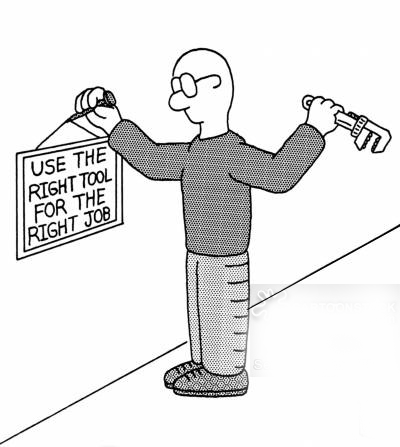 USE THE
RIGHT TOOL
FOR THE
RIGHT JOB